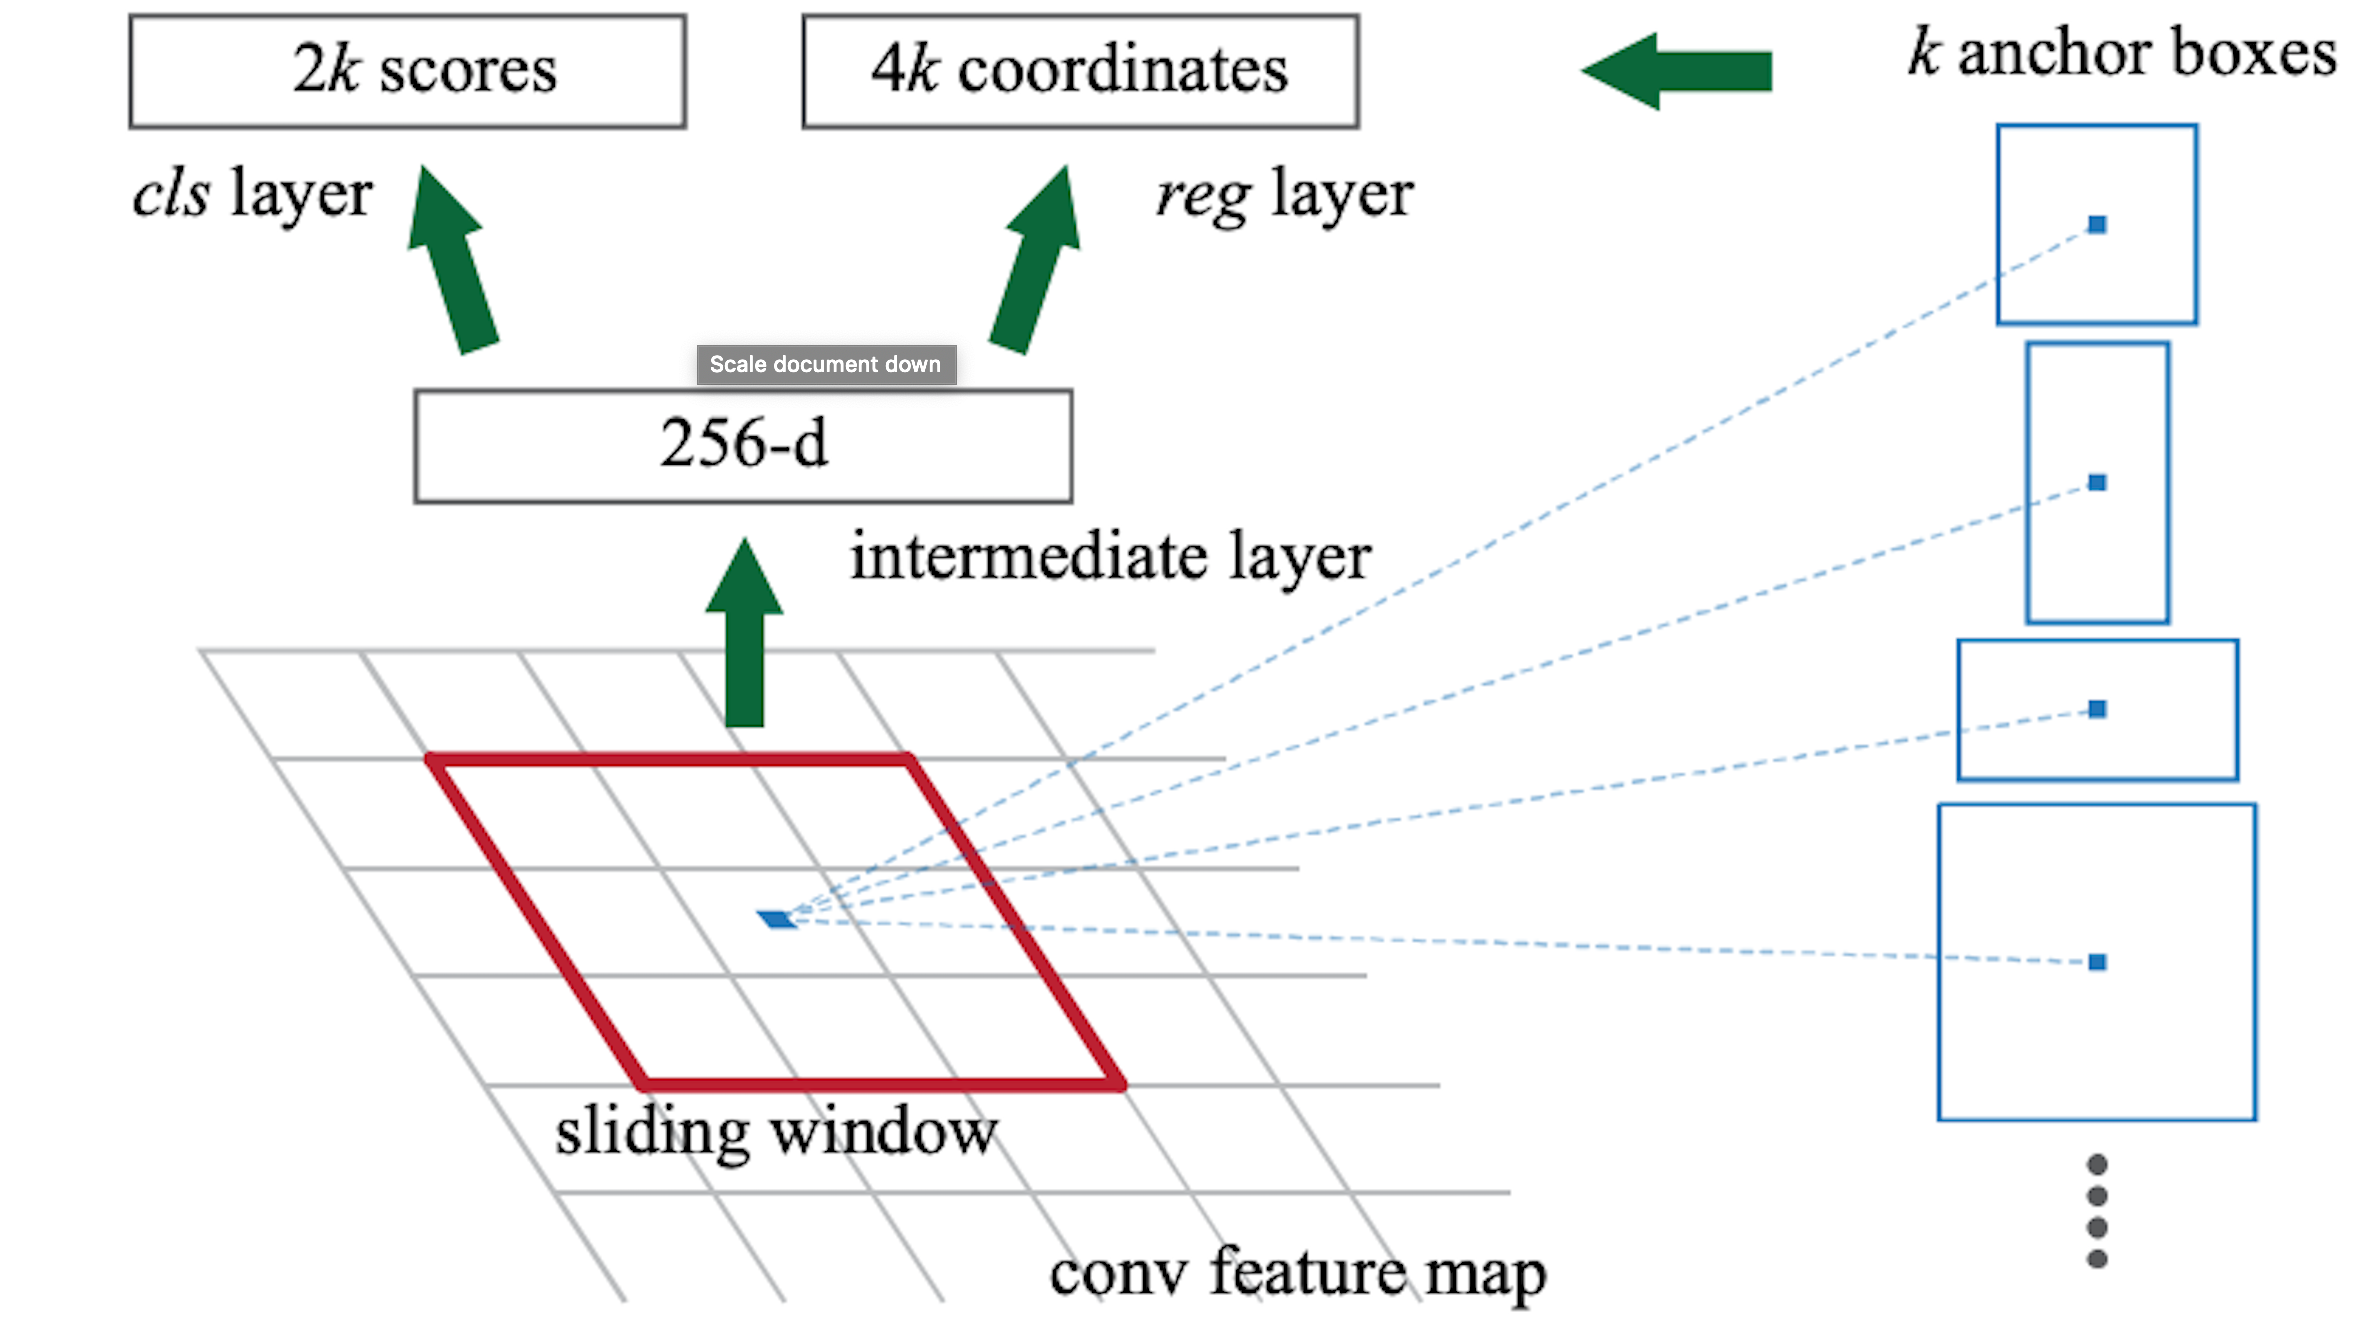 2k scores
4k coordinates
k anchor boxes
cls layer
reg layer
Scale document down
256-d
intermediate layer
sliding window
conv feature map